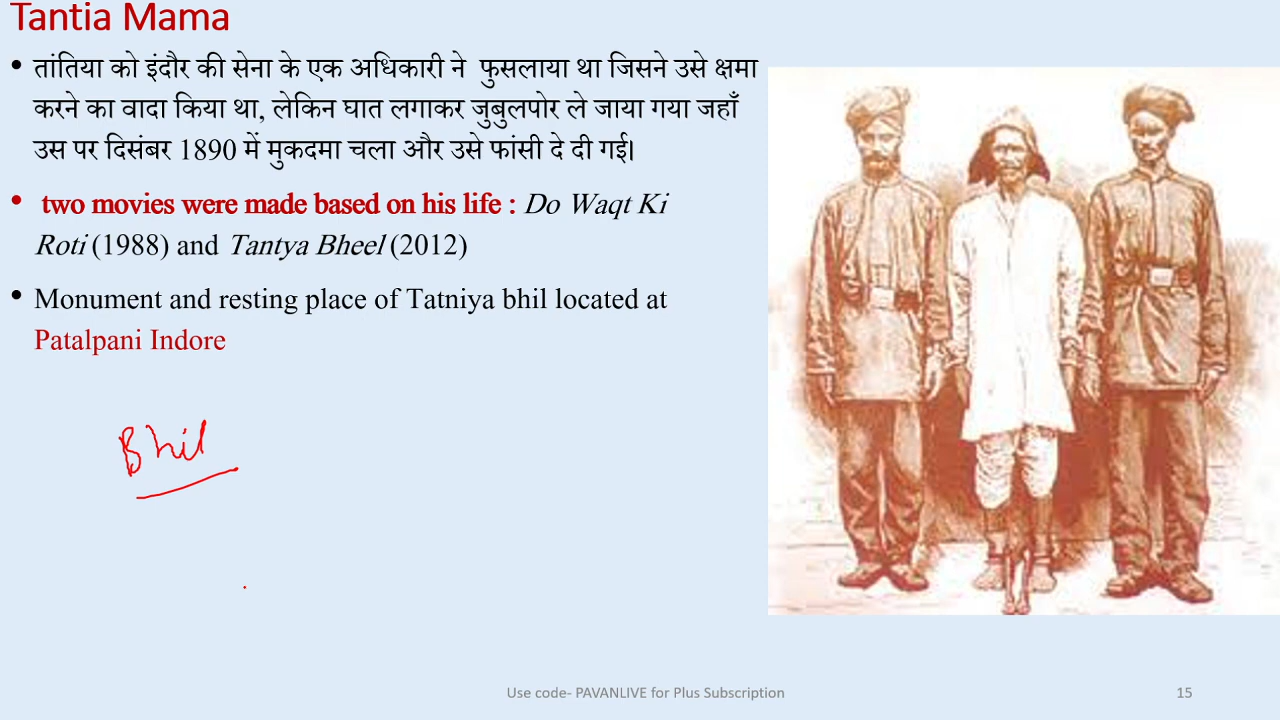 Tantia Mama
• तांतिया को इंदौर की सेना के एक अधिकारी ने फुसलाया था जिसने उसे क्षमा
करने का वादा किया था, लेकिन घात लगाकर जुबुलपोर ले जाया गया जहाँ
उस पर दिसंबर 1890 में मुकदमा चला और उसे फांसी दे दी गई।
• two movies were made based on his life : Do Waqt Ki
Roti (1988) and Tantya Bheel (2012)
• Monument and resting place of Tatniya bhil located at
Patalpani Indore
Bhil
Use code- PAVANLIVE for Plus Subscription
15